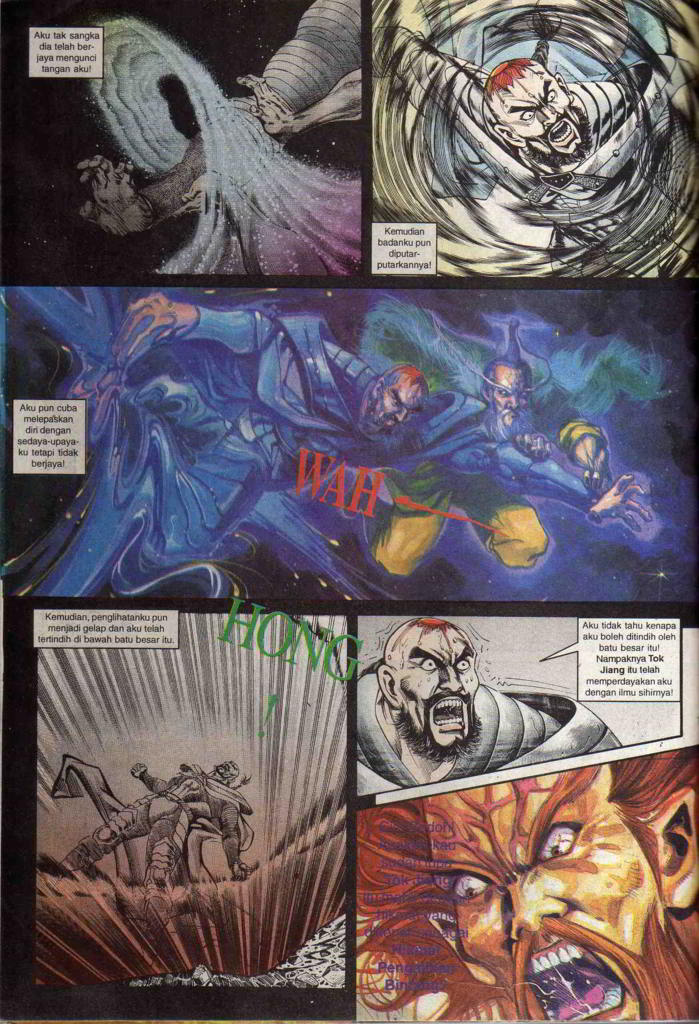 Aku tak sangka
dia telah ber-
jaya mengunci
tangan aku!
Kemudian
badanku pun
diputar-
putarkannya!
Aku pun cuba
melepaskan
diri dengan
sedaya-upaya-
ku tetapi tidak
berjaya!
WAH
Kemudian, penglihatanku pun
menjadi gelap dan aku telah
tertindih di bawah batu besar itu.
HONG
!
Aku tidak tahu kenapa
aku boleh ditindih oleh
batu besar itu!
Nampaknya Tok
Jiang itu telah
memperdayakan aku
dengan ilmu sihirnya!
Tok
yang
Bintang